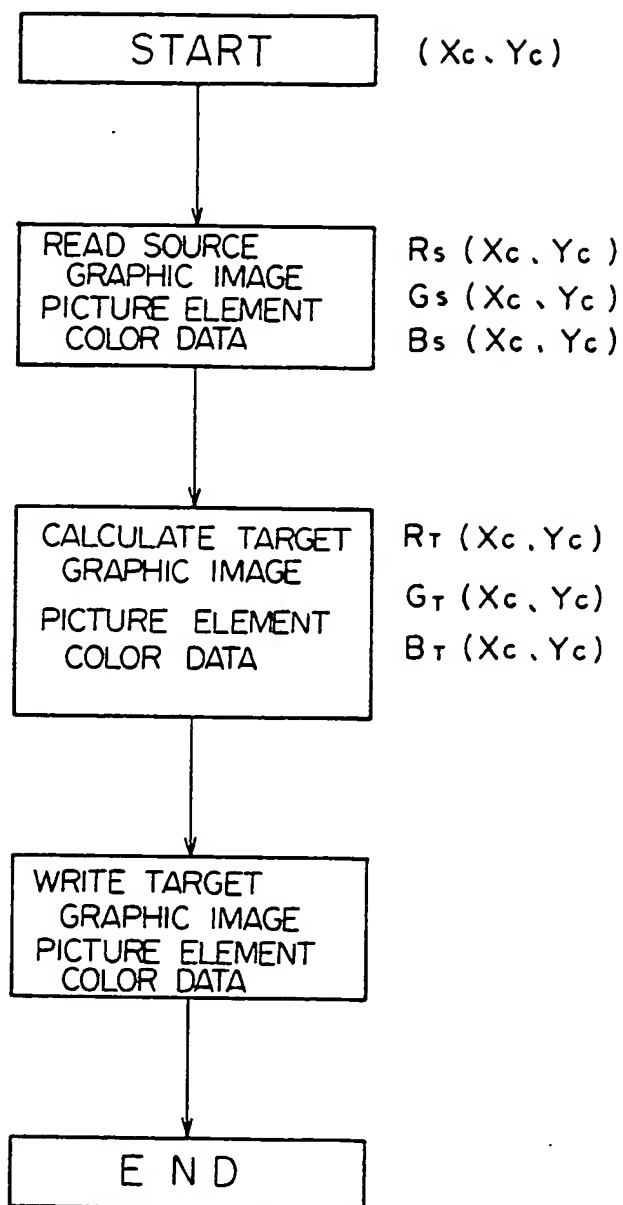 START (Xc、Yc)
READ SOURCE
GRAPHIC IMAGE
PICTURE ELEMENT
COLOR DATA
Rs (Xc、Yc)
Gs (Xc、Yc)
Bs (Xc、Yc)
CALCULATE TARGET
GRAPHIC IMAGE
PICTURE ELEMENT
COLOR DATA
RT (Xc、Yc)
GT (Xc、Yc)
BT (Xc、Yc)
WRITE TARGET
GRAPHIC IMAGE
PICTURE ELEMENT
COLOR DATA
END